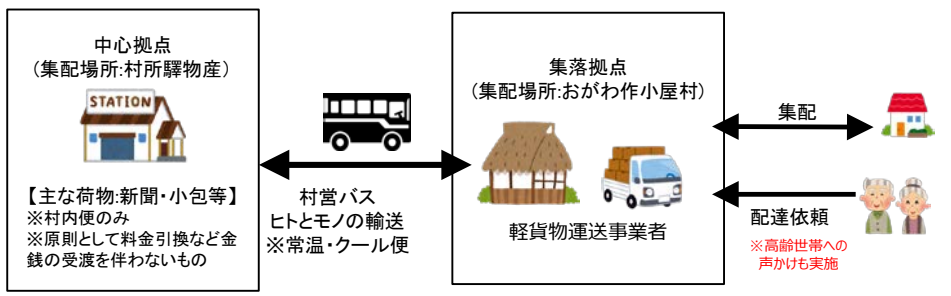 中心拠点
(集配場所:村所驛物産)
STATION
【主な荷物:新聞・小包等】
※村内便のみ
※原則として料金引換など金
銭の受渡を伴わないもの
村営バス
ヒトとモノの輸送
※常温・クール便
集落拠点
(集配場所:おがわ作小屋村)
軽貨物運送事業者
集配
配達依頼
※高齢世帯への
声かけも実施